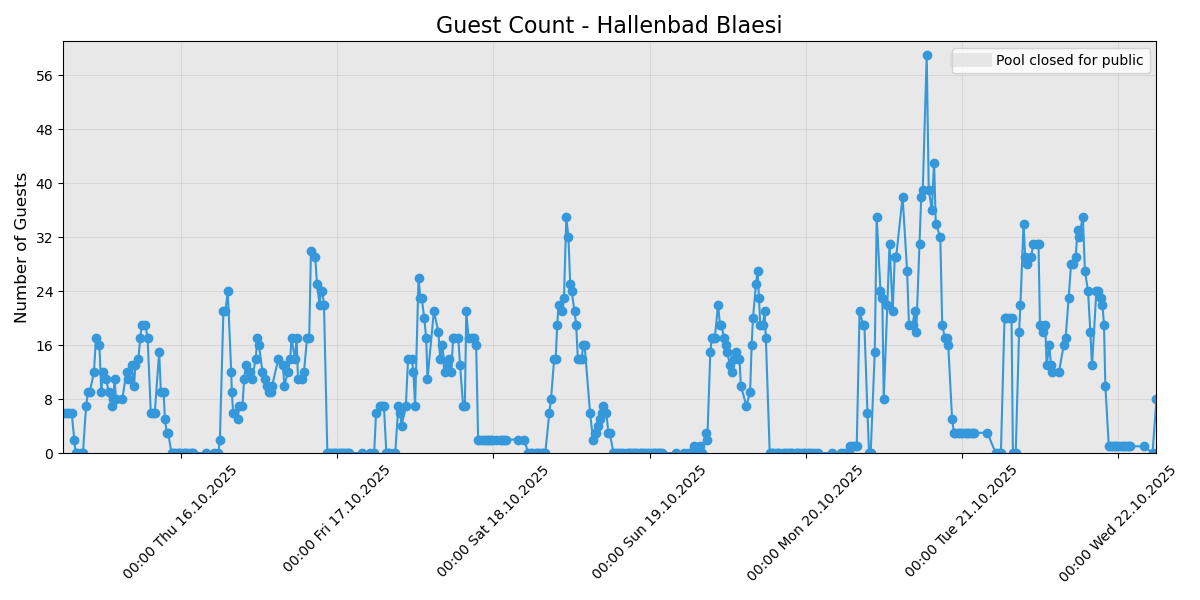 Guest Count - Hallenbad Blaesi
Pool closed for public
Number of Guests
56
48
40
32
24
16
8
0
00:00 Thu 16.10.2025
00:00 Fri 17.10.2025
00:00 Sat 18.10.2025
00:00 Sun 19.10.2025
00:00 Mon 20.10.2025
00:00 Tue 21.10.2025
00:00 Wed 22.10.2025